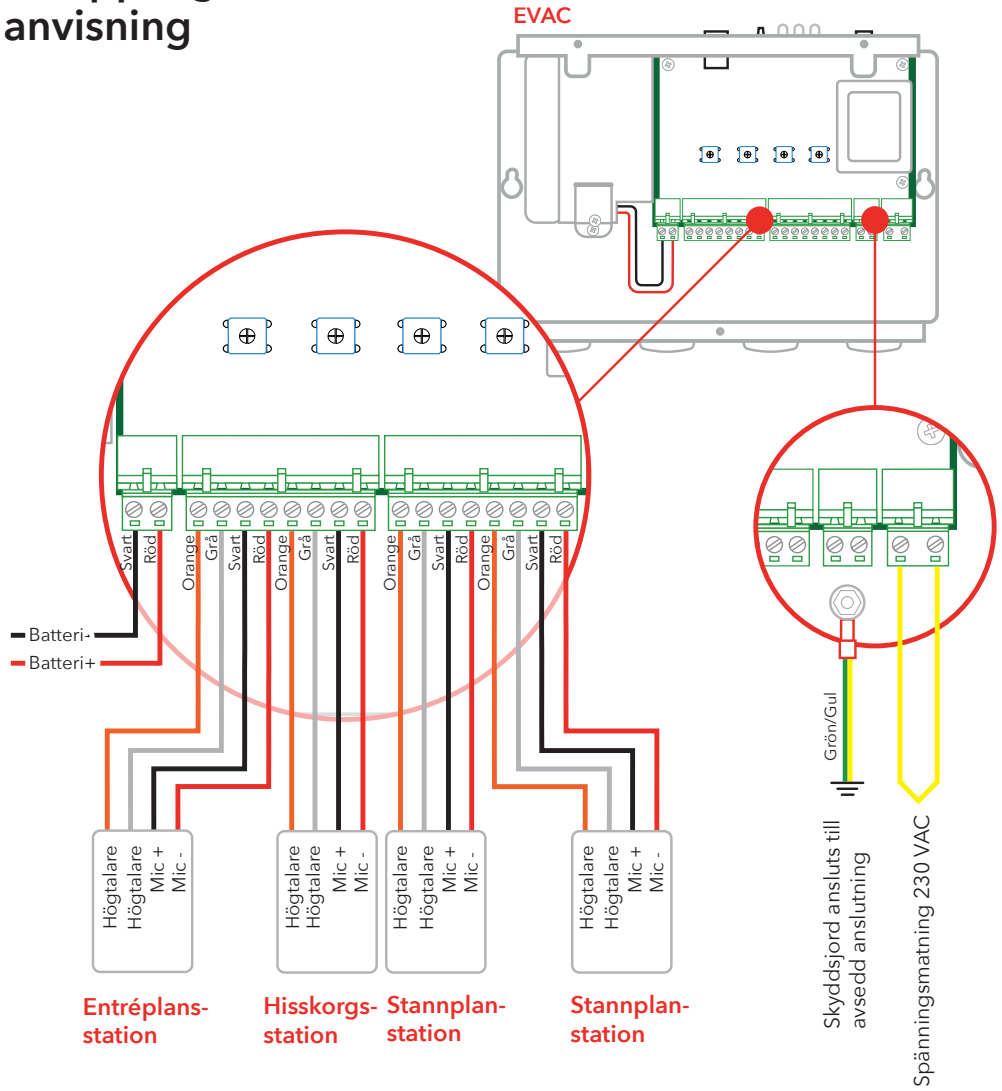 anvisning
EVAC
Svart
Röd
Orange
Grå
Svart
Röd
Orange
Grå
Svart
Röd
Orange
Grå
Svart
Röd
Orange
Grå
Svart
Röd
Batteri-
Batteri+
Högtalare
Högtalare
Mic +
Mic -
Högtalare
Högtalare
Mic +
Mic -
Högtalare
Högtalare
Mic +
Mic -
Högtalare
Högtalare
Mic +
Mic -
Entréplans-
station
Hisskorgs-
station
Stannplan-
station
Stannplan-
station
Grön/Gul
Skyddsjord ansluts till
avsedd anslutning
Spänningsmatning 230 VAC